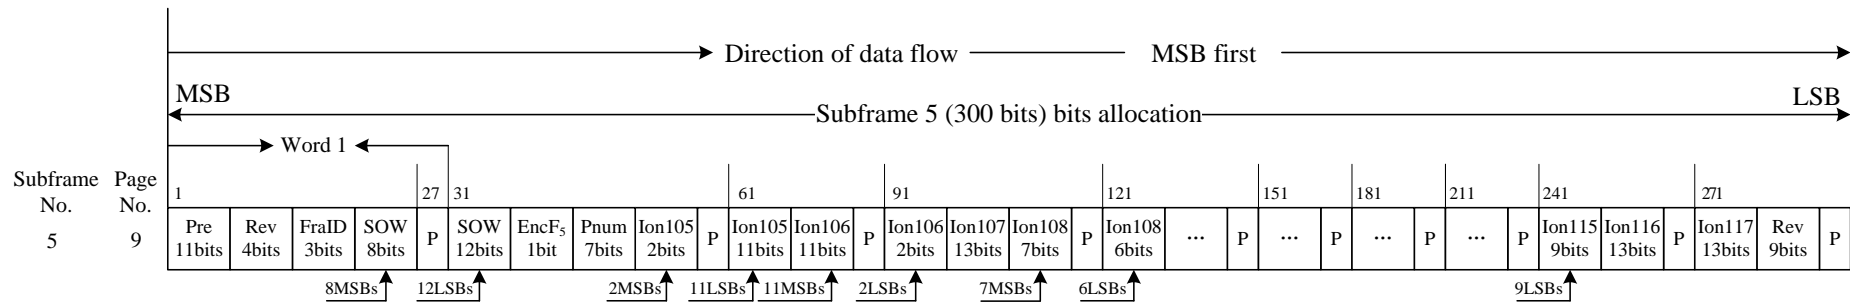 Direction of data flow MSB first
MSB LSB
Subframe 5 (300 bits) bits allocation
Word 1
Subframe Page
No. No.
1 27 31 61 91 121 151 181 211 241 271
Pre Rev FraID SOW P SOW EncF₅ Pnum Ion105 P Ion105 Ion106 P Ion106 Ion107 Ion108 P Ion108 ... P ... P ... P ... P Ion115 Ion116 P Ion117 Rev P
5 9 11bits 4bits 3bits 8bits 12bits 1bit 7bits 2bits 11bits 11bits 2bits 13bits 7bits 6bits 9bits 13bits 13bits 9bits
8MSBs 12LSBs 2MSBs 11LSBs 11MSBs 2LSBs 7MSBs 6LSBs 9LSBs